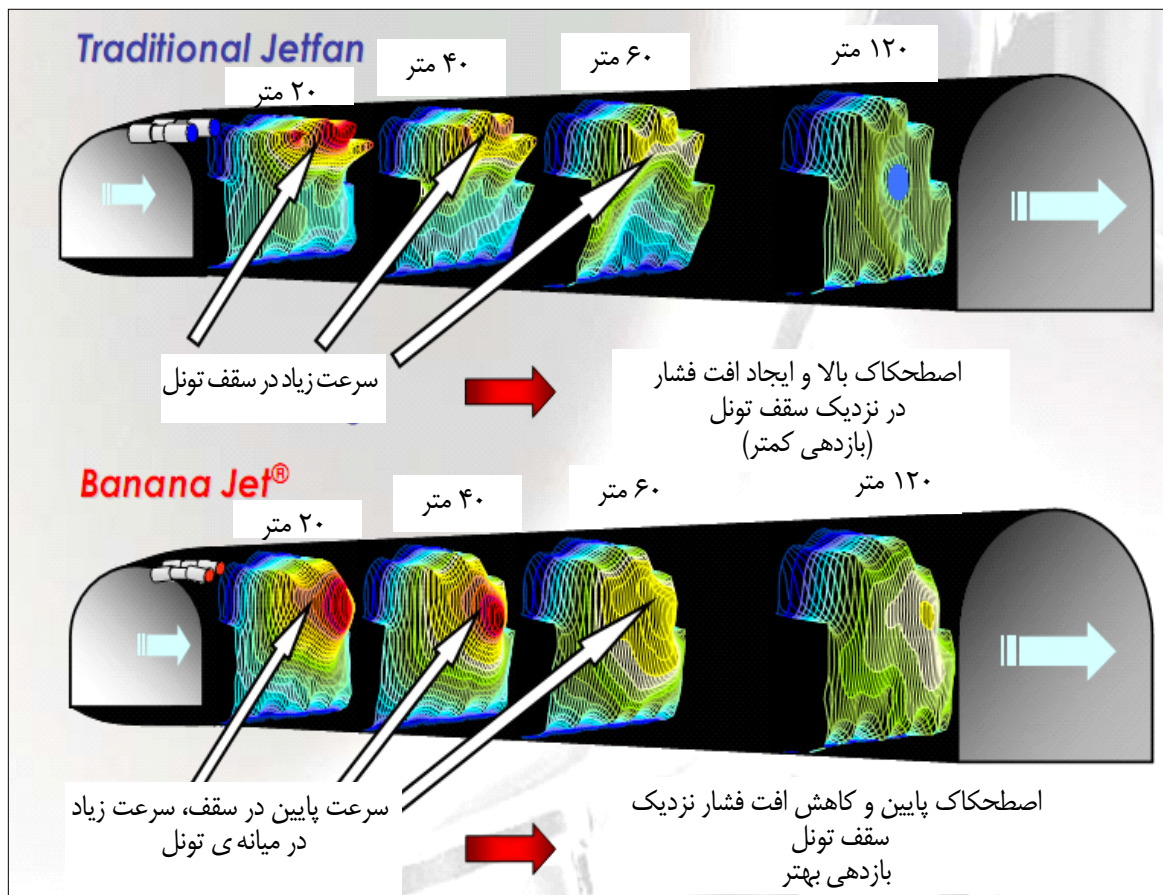 Traditional Jetfan
۲۰ متر
۴۰ متر
۶۰ متر
۱۲۰ متر
سرعت زیاد در سقف تونل
اصطحکاک بالا و ایجاد افت فشار
در نزدیک سقف تونل
(بازدهی کمتر)
Banana Jet®
۲۰ متر
۴۰ متر
۶۰ متر
۱۲۰ متر
سرعت پایین در سقف، سرعت زیاد
در میانه ی تونل
اصطحکاک پایین و کاهش افت فشار نزدیک
سقف تونل
بازدهی بهتر